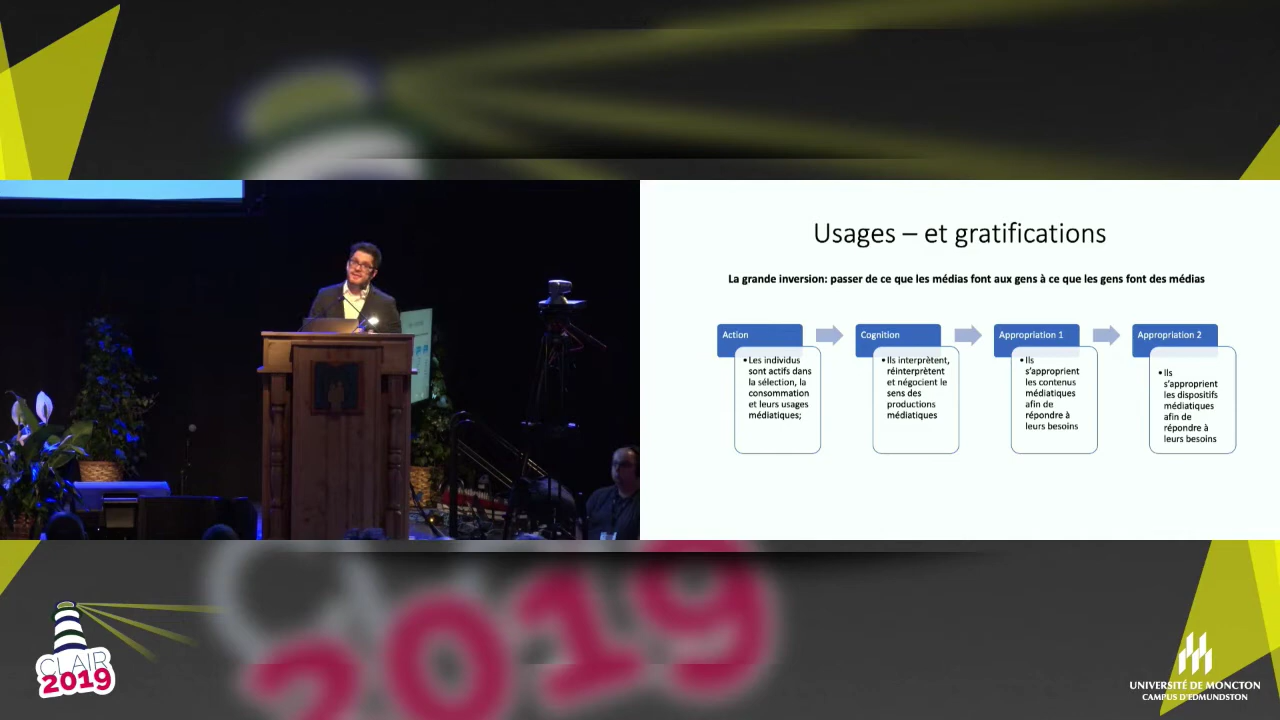 Usages – et gratifications
La grande inversion: passer de ce que les médias font aux gens à ce que les gens font des médias
Action
• Les individus
sont actifs dans
la sélection, la
consommation
et leurs usages
médiatiques;
Cognition
• Ils interprètent,
réinterprètent
et négocient le
sens des
productions
médiatiques
Appropriation 1
• Ils
s'approprient
les contenus
médiatiques
afin de
répondre à
leurs besoins
Appropriation 2
• Ils
s'approprient
les dispositifs
médiatiques
afin de
répondre à
leurs besoins
2019
CLAIR
2019
UNIVERSITÉ DE MONCTON
CAMPUS D'EDMUNDSTON